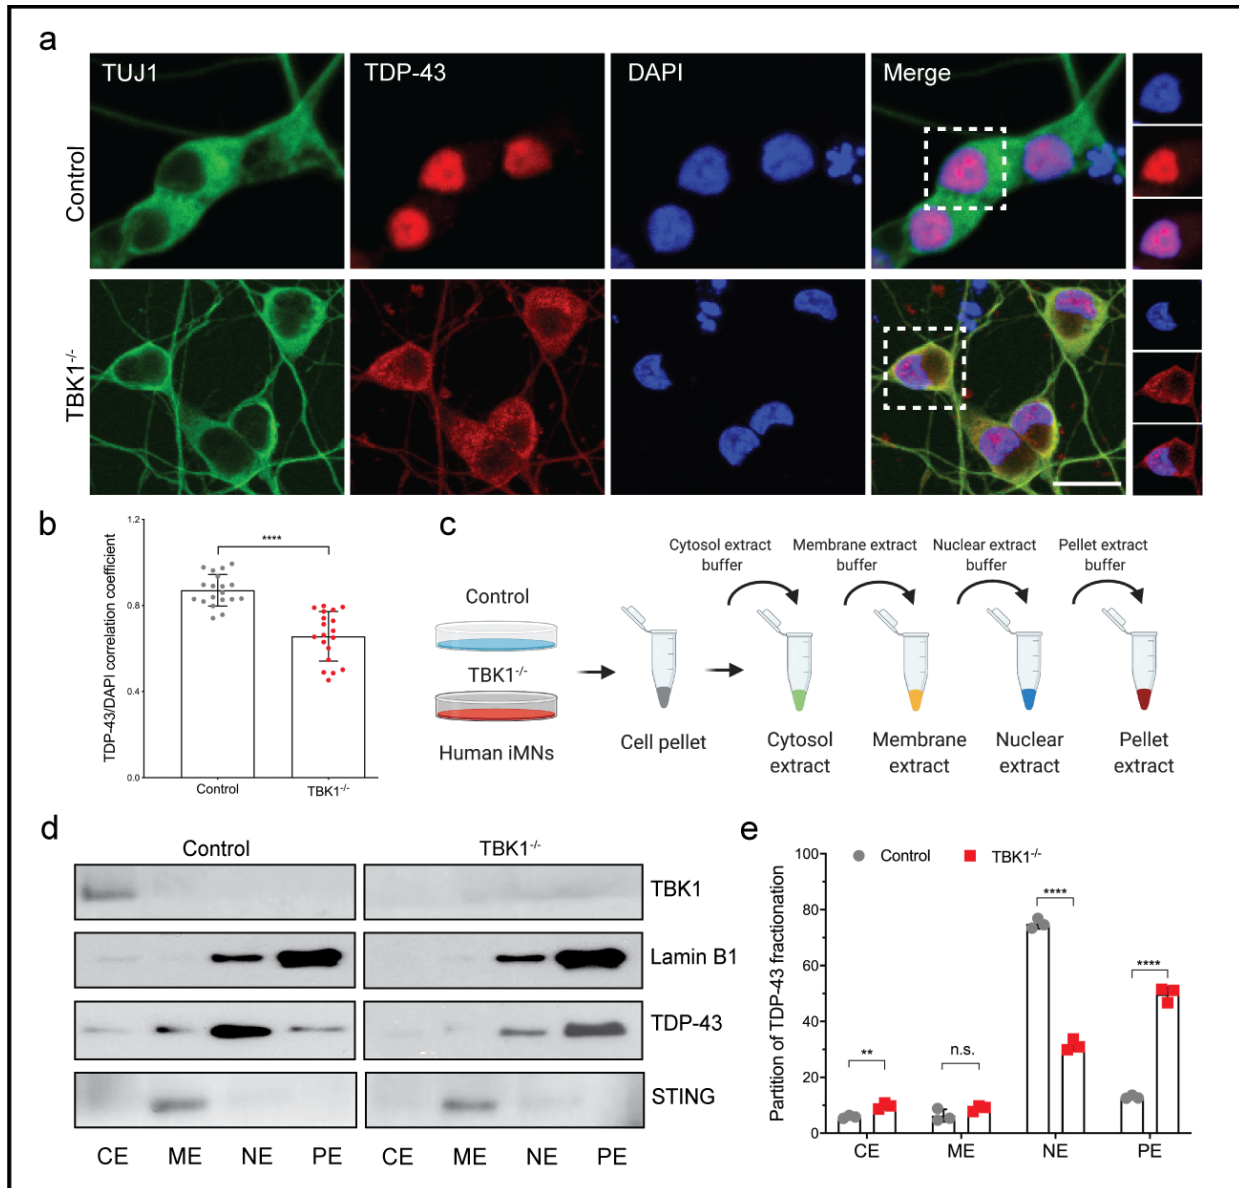 a
TUJ1
TDP-43
DAPI
Merge
Control
TBK1-/-
b
TDP-43/DAPI correlation coefficient
1.2
0.8
0.4
0.0
****
Control
TBK1-/-
c
Control
TBK1-/-
Human iMNs
Cell pellet
Cytosol extract
buffer
Membrane extract
buffer
Nuclear extract
buffer
Pellet extract
buffer
Cytosol
extract
Membrane
extract
Nuclear
extract
Pellet
extract
d
Control
TBK1-/-
TBK1
Lamin B1
TDP-43
STING
CE ME NE PE CE ME NE PE
e
Partition of TDP-43 fractionation
Control
TBK1-/-
100
80
60
40
20
10
0
**
n.s.
****
****
CE ME NE PE